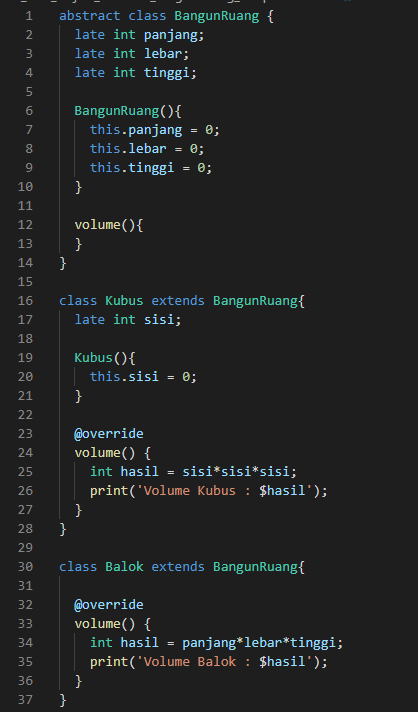 1 abstract class BangunRuang {
2 late int panjang;
3 late int lebar;
4 late int tinggi;
5
6 BangunRuang(){
7 this.panjang = 0;
8 this.lebar = 0;
9 this.tinggi = 0;
10 }
11
12 volume(){
13 }
14 }
15
16 class Kubus extends BangunRuang{
17 late int sisi;
18
19 Kubus(){
20 this.sisi = 0;
21 }
22
23 @override
24 volume() {
25 int hasil = sisi*sisi*sisi;
26 print('Volume Kubus : $hasil');
27 }
28 }
29
30 class Balok extends BangunRuang{
31
32 @override
33 volume() {
34 int hasil = panjang*lebar*tinggi;
35 print('Volume Balok : $hasil');
36 }
37 }